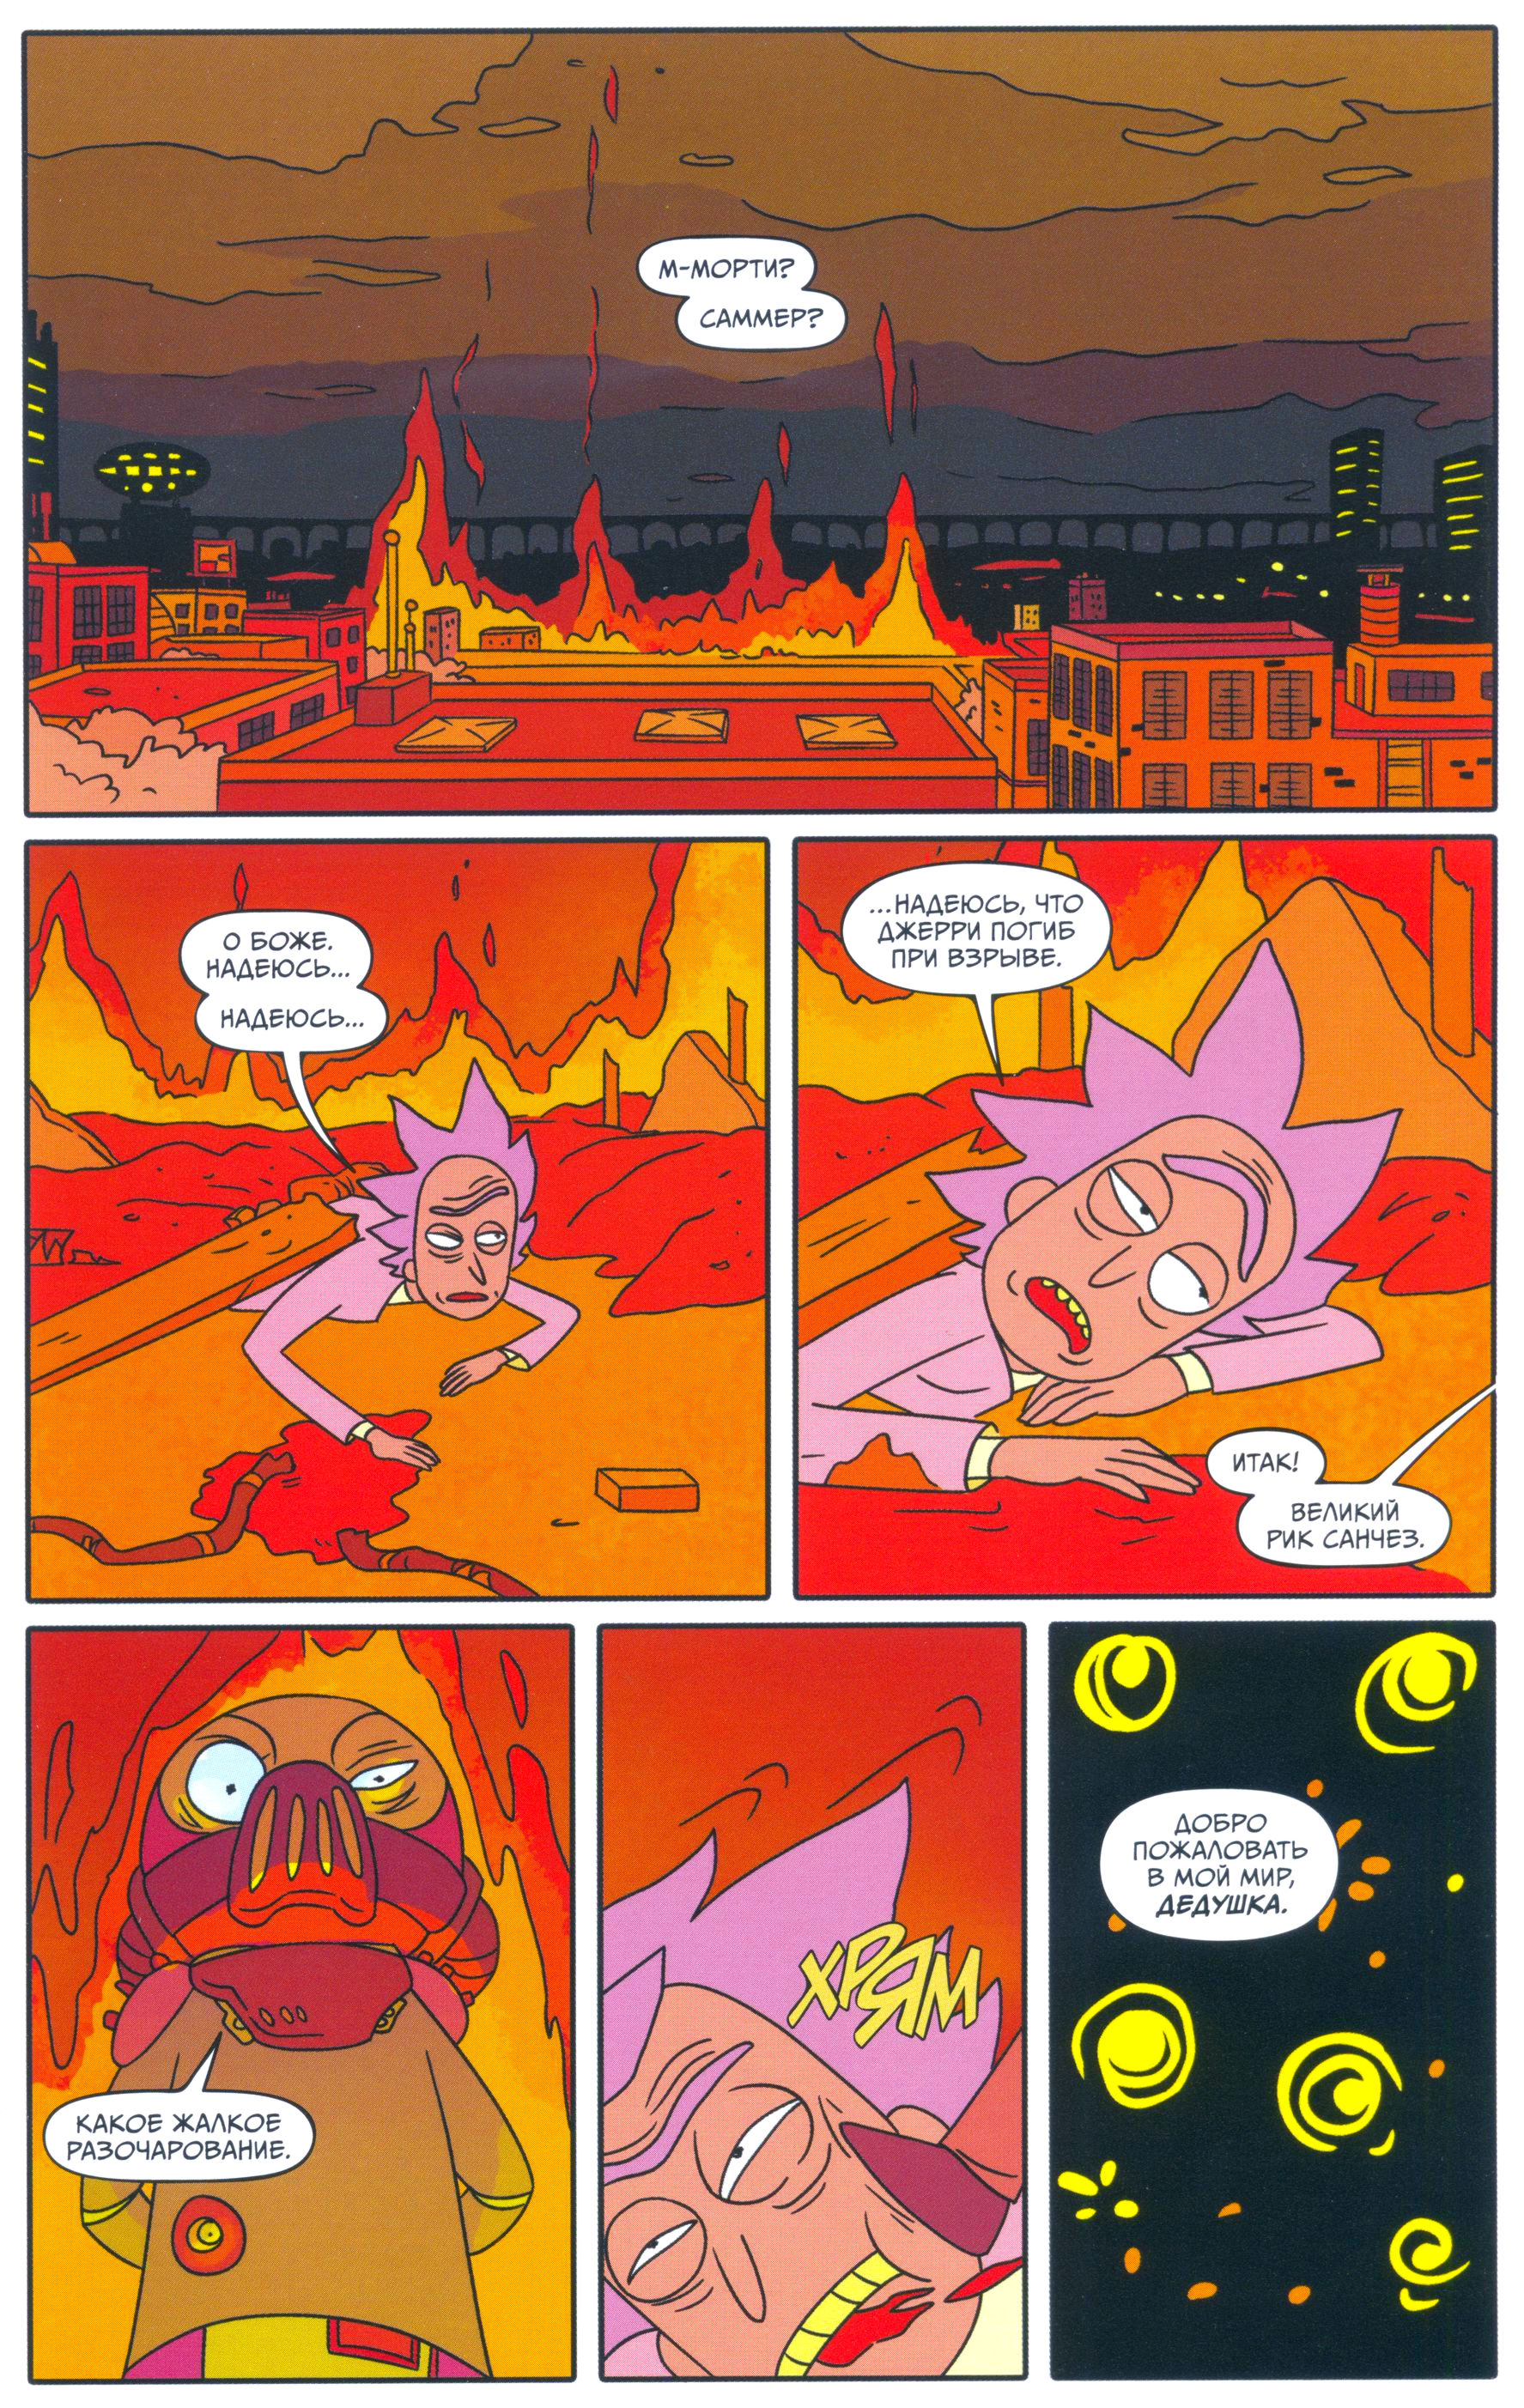 М-МОРТИ?
САММЕР?
О БОЖЕ.
НАДЕЮСЬ...
НАДЕЮСЬ...
...НАДЕЮСЬ, ЧТО
ДЖЕРРИ ПОГИБ
ПРИ ВЗРЫВЕ.
ИТАК!
ВЕЛИКИЙ
РИК САНЧЕЗ.
КАКОЕ ЖАЛКОЕ
РАЗОЧАРОВАНИЕ.
ХРЯМ
ДОБРО
ПОЖАЛОВАТЬ
В МОЙ МИР,
ДЕДУШКА.